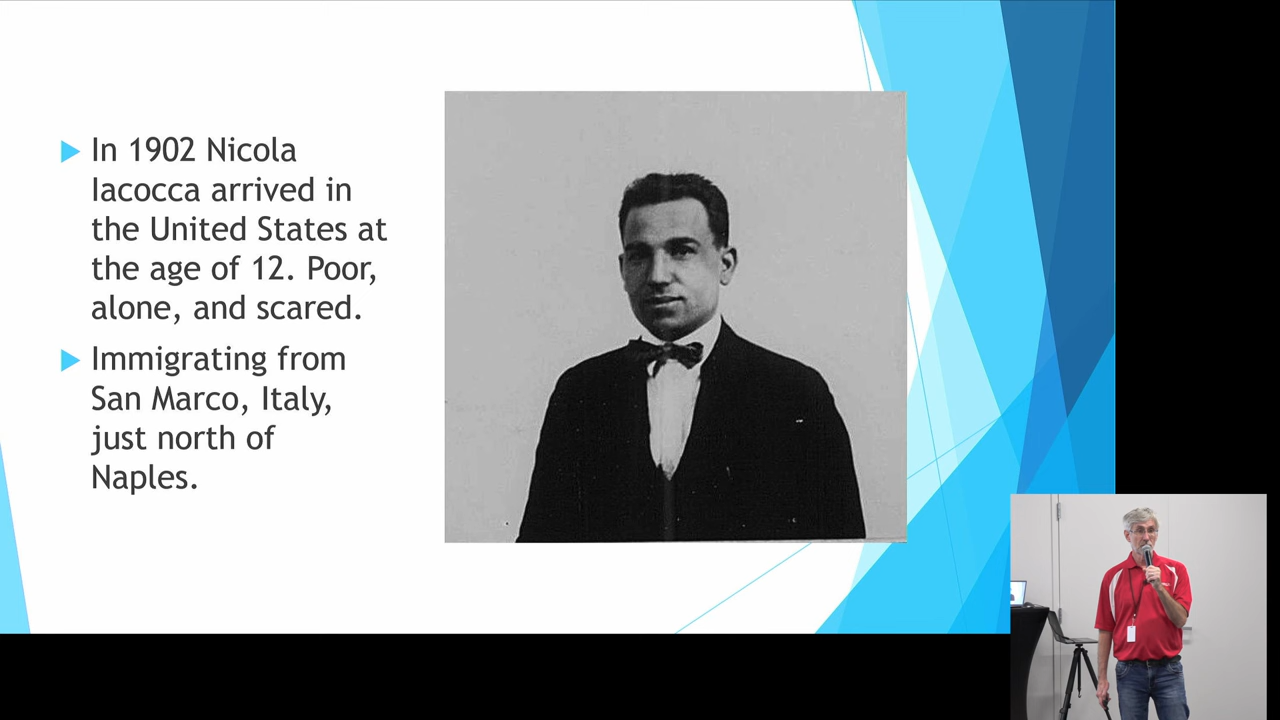 In 1902 Nicola
Iacocca arrived in
the United States at
the age of 12. Poor,
alone, and scared.
Immigrating from
San Marco, Italy,
just north of
Naples.